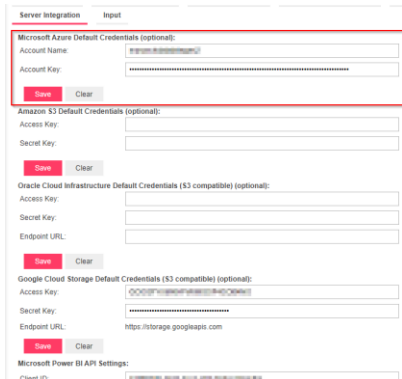 Server Integration Input
Microsoft Azure Default Credentials (optional):
Account Name:
Account Key:
Save Clear
Amazon S3 Default Credentials (optional):
Access Key:
Secret Key:
Save Clear
Oracle Cloud Infrastructure Default Credentials (S3 compatible) (optional):
Access Key:
Secret Key:
Endpoint URL:
Save Clear
Google Cloud Storage Default Credentials (S3 compatible) (optional):
Access Key:
Secret Key:
Endpoint URL: https://storage.googleapis.com
Save Clear
Microsoft Power BI API Settings:
Client ID: